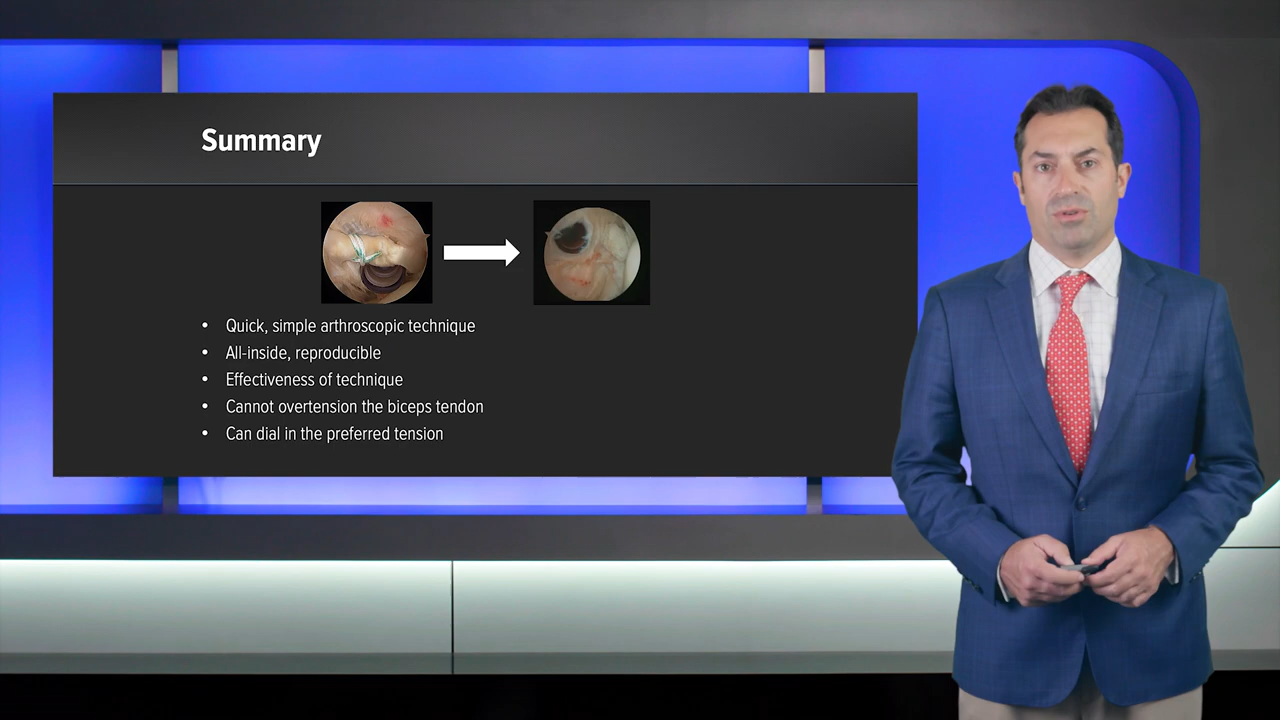 Summary
• Quick, simple arthroscopic technique
• All-inside, reproducible
• Effectiveness of technique
• Cannot overtension the biceps tendon
• Can dial in the preferred tension